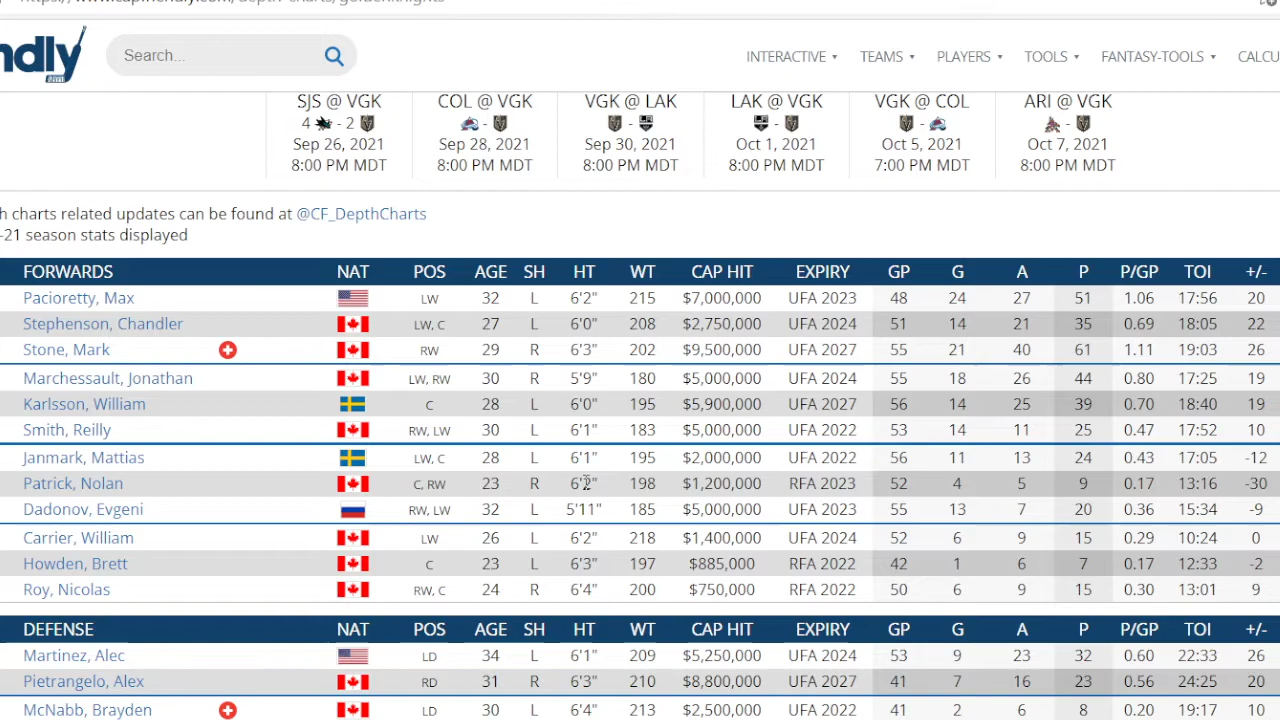 ndly
Search...
INTERACTIVE TEAMS PLAYERS TOOLS FANTASY-TOOLS CALCU
SJS @ VGK COL @ VGK VGK @ LAK LAK @ VGK VGK @ COL ARI @ VGK
4 - 2 - - - - -
Sep 26, 2021 Sep 28, 2021 Sep 30, 2021 Oct 1, 2021 Oct 5, 2021 Oct 7, 2021
8:00 PM MDT 8:00 PM MDT 8:00 PM MDT 8:00 PM MDT 7:00 PM MDT 8:00 PM MDT
h charts related updates can be found at @CF_DepthCharts
-21 season stats displayed
FORWARDS NAT POS AGE SH HT WT CAP HIT EXPIRY GP G A P P/GP TOI +/-
Pacioretty, Max LW 32 L 6'2" 215 $7,000,000 UFA 2023 48 24 27 51 1.06 17:56 20
Stephenson, Chandler LW, C 27 L 6'0" 208 $2,750,000 UFA 2024 51 14 21 35 0.69 18:05 22
Stone, Mark RW 29 R 6'3" 202 $9,500,000 UFA 2027 55 21 40 61 1.11 19:03 26
Marchessault, Jonathan LW, RW 30 R 5'9" 180 $5,000,000 UFA 2024 55 18 26 44 0.80 17:25 19
Karlsson, William C 28 L 6'0" 195 $5,900,000 UFA 2027 56 14 25 39 0.70 18:40 19
Smith, Reilly RW, LW 30 L 6'1" 183 $5,000,000 UFA 2022 53 14 11 25 0.47 17:52 10
Janmark, Mattias LW, C 28 L 6'1" 195 $2,000,000 UFA 2022 56 11 13 24 0.43 17:05 -12
Patrick, Nolan C, RW 23 R 6'2" 198 $1,200,000 RFA 2023 52 4 5 9 0.17 13:16 -30
Dadonov, Evgeni RW, LW 32 L 5'11" 185 $5,000,000 UFA 2023 55 13 7 20 0.36 15:34 -9
Carrier, William LW 26 L 6'2" 218 $1,400,000 UFA 2024 52 6 9 15 0.29 10:24 0
Howden, Brett C 23 L 6'3" 197 $885,000 RFA 2022 42 1 6 7 0.17 12:33 -2
Roy, Nicolas RW, C 24 R 6'4" 200 $750,000 RFA 2022 50 6 9 15 0.30 13:01 9
DEFENSE NAT POS AGE SH HT WT CAP HIT EXPIRY GP G A P P/GP TOI +/-
Martinez, Alec LD 34 L 6'1" 209 $5,250,000 UFA 2024 53 9 23 32 0.60 22:33 26
Pietrangelo, Alex RD 31 R 6'3" 210 $8,800,000 UFA 2027 41 7 16 23 0.56 24:25 20
McNabb, Brayden LD 30 L 6'4" 213 $2,500,000 UFA 2022 41 2 6 8 0.20 19:17 10